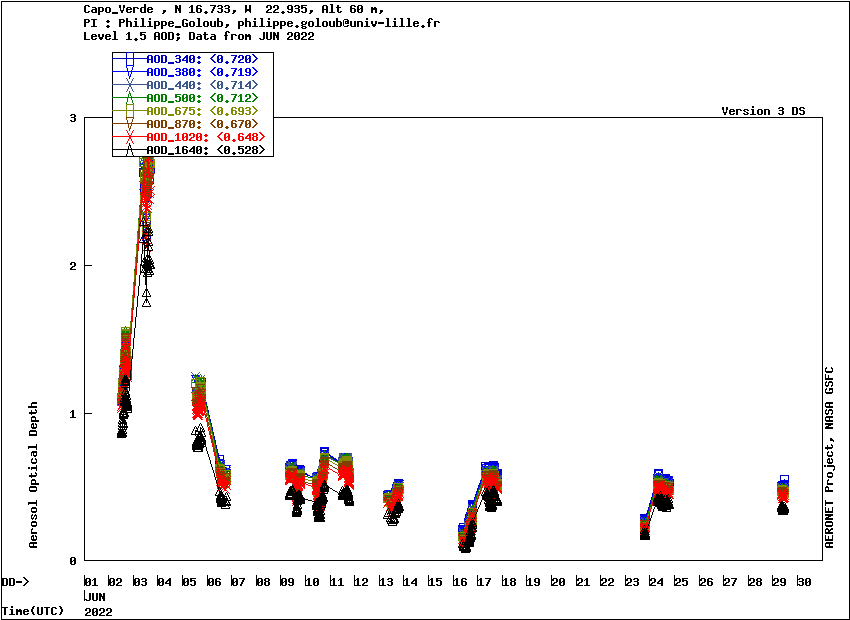 Capo_Verde , N 16.733, W  22.935, Alt 60 m,
PI : Philippe_Goloub, philippe.goloub@univ-lille.fr
Level 1.5 AOD; Data from JUN 2022
AOD_340: <0.720>
AOD_380: <0.719>
AOD_440: <0.714>
AOD_500: <0.712>
AOD_675: <0.693>
AOD_870: <0.670>
AOD_1020: <0.648>
AOD_1640: <0.528>
Version 3 DS
3
2
1
0
Aerosol Optical Depth
AERONET Project, NASA GSFC
DD-> 01 02 03 04 05 06 07 08 09 10 11 12 13 14 15 16 17 18 19 20 21 22 23 24 25 26 27 28 29 30
JUN
Time(UTC) 2022